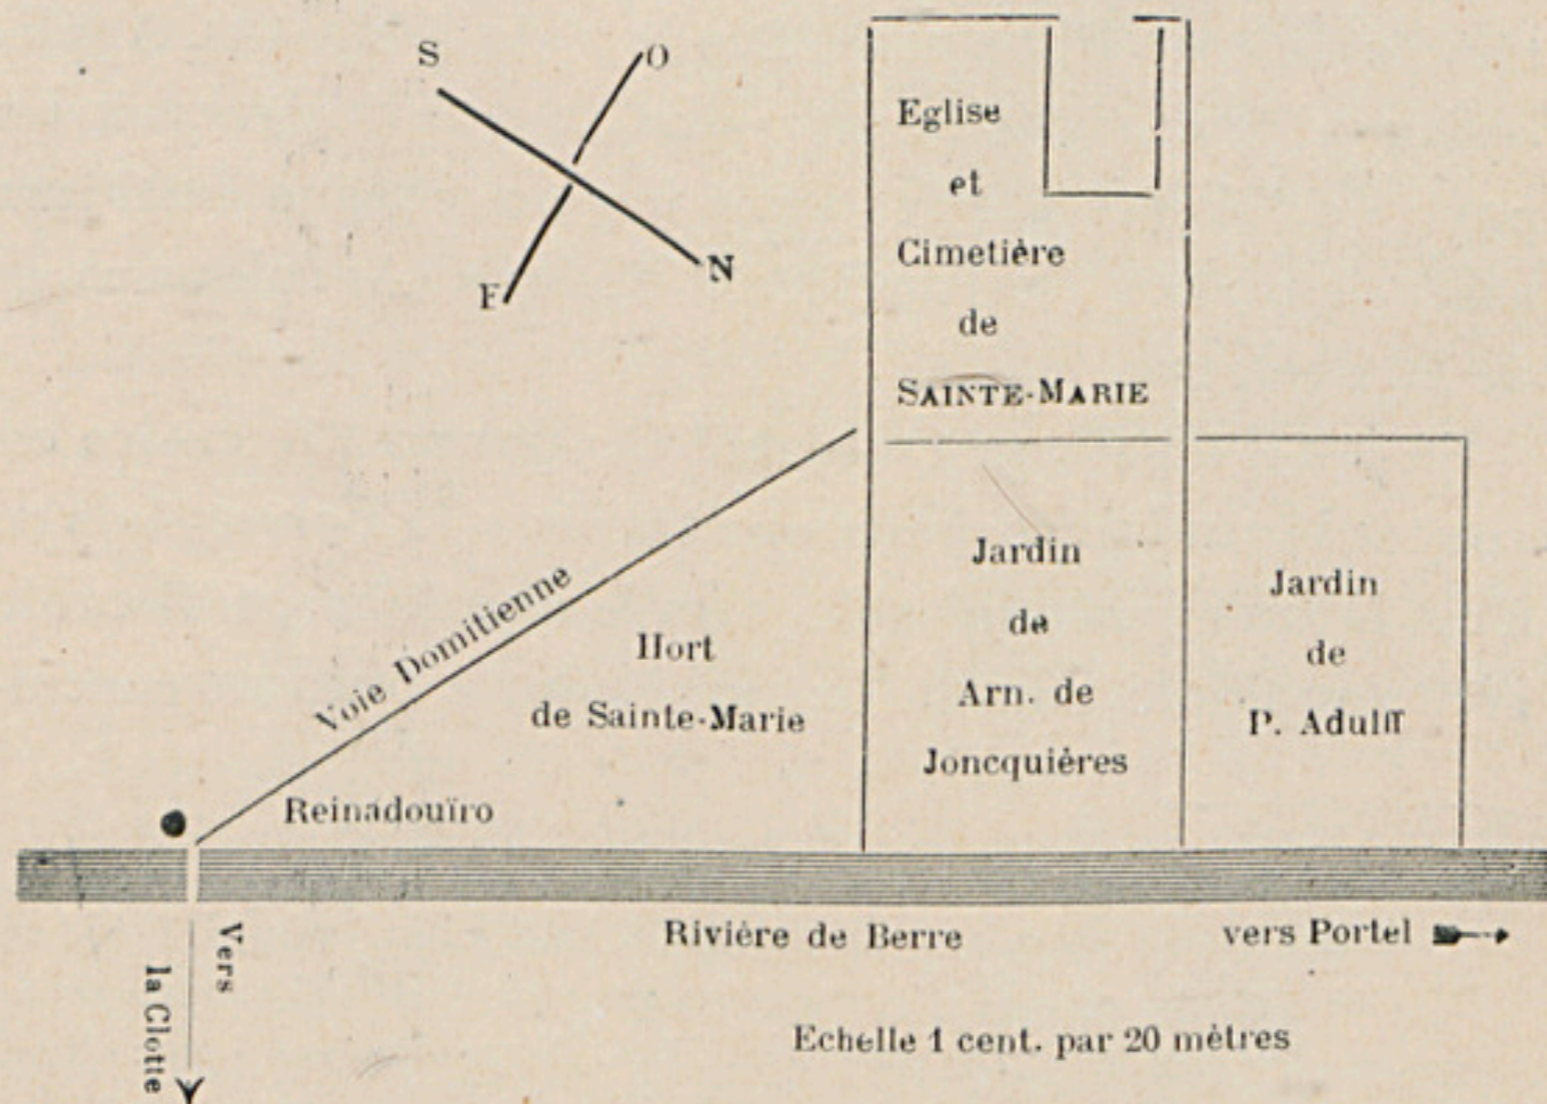 S
O
N
E
Eglise
et
Cimetière
de
SAINTE-MARIE
Voie Domitienne
Hort
de Sainte-Marie
Reinadouïro
Jardin
de
Arn. de
Joncquières
Jardin
de
P. Adulff
Rivière de Berre
vers Portel
Vers
la Clotte
Echelle 1 cent. par 20 mètres